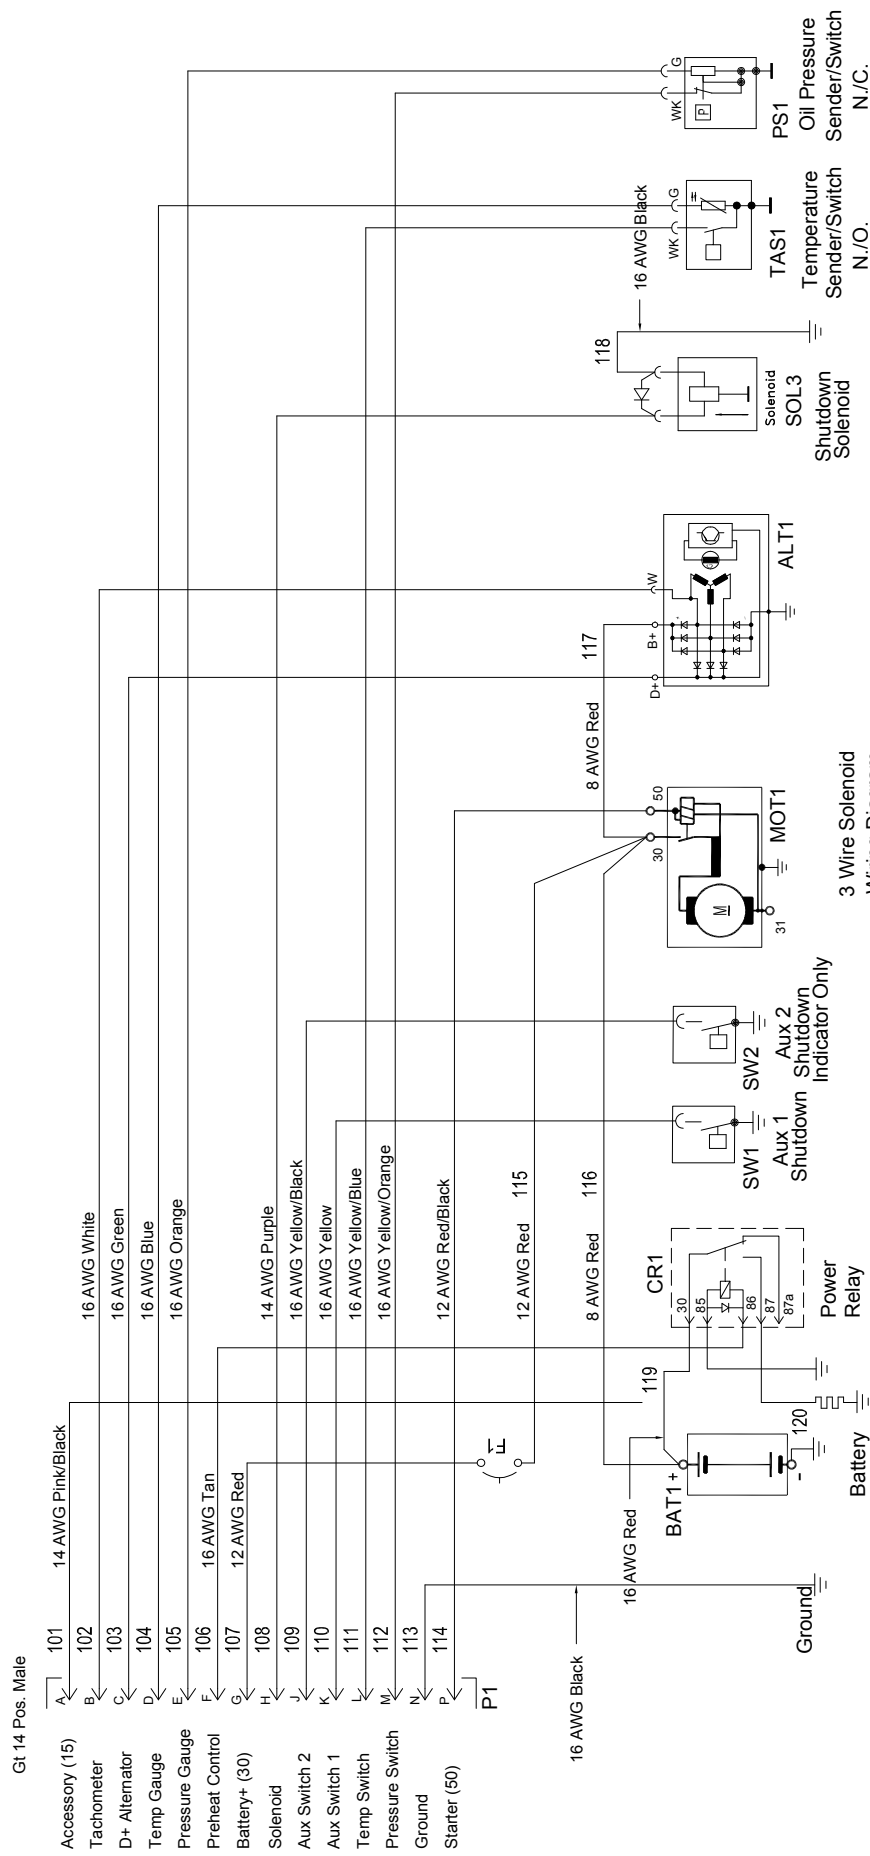 Gt 14 Pos. Male
Accessory (15)
Tachometer
D+ Alternator
Temp Gauge
Pressure Gauge
Preheat Control
Battery+ (30)
Solenoid
Aux Switch 2
Aux Switch 1
Temp Switch
Pressure Switch
Ground
Starter (50)
A
B
C
D
E
F
G
H
J
K
L
M
N
P
P1
101
102
103
104
105
106
107
108
109
110
111
112
113
114
14 AWG Pink/Black
16 AWG White
16 AWG Green
16 AWG Blue
16 AWG Orange
16 AWG Tan
12 AWG Red
14 AWG Purple
16 AWG Yellow/Black
16 AWG Yellow
16 AWG Yellow/Blue
16 AWG Yellow/Orange
12 AWG Red/Black
16 AWG Black
Ground
F1
12 AWG Red
115
8 AWG Red
116
16 AWG Red
119
BAT1
+
-
120
Battery
CR1
30
85
86
87
87a
Power
Relay
SW1
Aux 1
Shutdown
SW2
Aux 2
Shutdown
Indicator Only
30
50
M
31
MOT1
3 Wire Solenoid
8 AWG Red
117
D+
B+
W
ALT1
118
16 AWG Black
Solenoid
SOL3
Shutdown
Solenoid
WK
G
TAS1
Temperature
Sender/Switch
N./O.
WK
G
P
PS1
Oil Pressure
Sender/Switch
N./C.